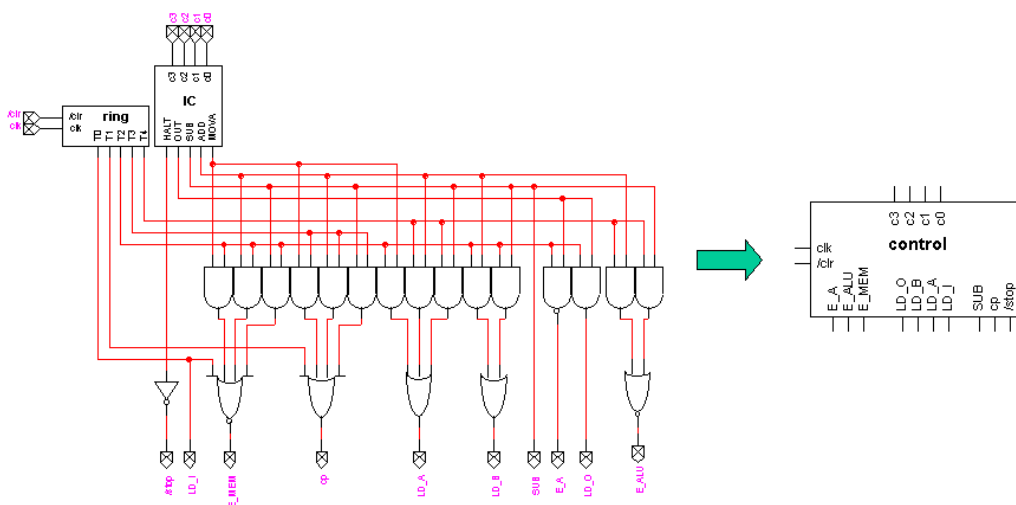 c3 c2 c1 c0
c3 c2 c1 c0
IC
HALT OUT SUB ADD MOVA
/clr
clk
/clr
clk
ring
T0 T1 T2 T3 T4
/stop LD_I E_MEM cp LD_A LD_B SUB E_A LD_O E_ALU
c3 c2 c1 c0
control
clk
/clr
E_A E_ALU E_MEM LD_O LD_B LD_A LD_I SUB cp /stop